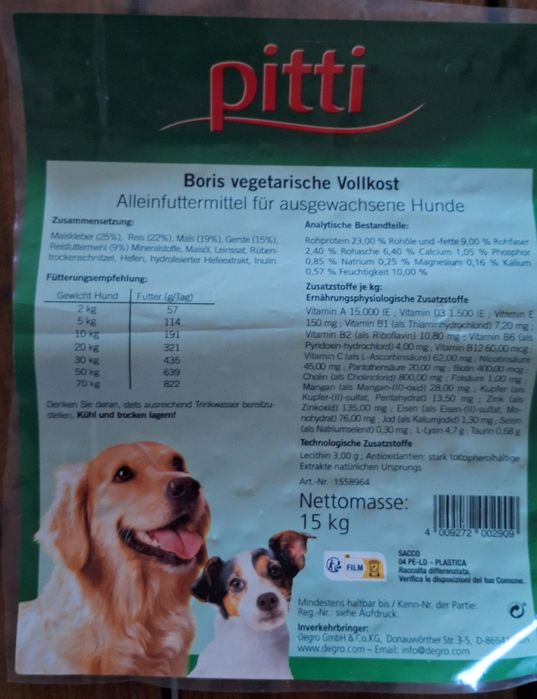 pitti
Boris vegetarische Vollkost
Alleinfuttermittel für ausgewachsene Hunde
Zusammensetzung:
Maiskleber (25%), Reis (22%), Mais (19%), Gerste (15%),
Reisfuttermehl (9%) Mineralstoffe, Maisöl, Leinsaat, Rüben-
trockenschnitzel, Hefen, hydrolisierter Hefeextrakt, Inulin.
Fütterungsempfehlung:
Gewicht Hund Futter (g/Tag)
2 kg 57
5 kg 114
10 kg 191
20 kg 321
30 kg 435
50 kg 639
70 kg 822
Denken Sie daran, stets ausreichend Trinkwasser bereitzu-
stellen. Kühl und trocken lagern!
Analytische Bestandteile:
Rohprotein 23,00 % Rohöle und -fette 9,00 % Rohfaser
2,40 % Rohasche 6,40 % Calcium 1,05 % Phosphor
0,85 % Natrium 0,25 % Magnesium 0,16 % Kalium
0,57 % Feuchtigkeit 10,00 %
Zusatzstoffe je kg:
Ernährungsphysiologische Zusatzstoffe
Vitamin A 15.000 IE ; Vitamin D3 1.500 IE ; Vitamin E
150 mg ; Vitamin B1 (als Thiaminhydrochlorid) 7,20 mg ;
Vitamin B2 (als Riboflavin) 10,80 mg ; Vitamin B6 (als
Pyridoxin-hydrochlorid) 4,00 mg ; Vitamin B12 60,00 mcg ;
Vitamin C (als L-Ascorbinsäure) 62,00 mg ; Nicotinsäure
45,00 mg ; Pantothensäure 20,00 mg ; Biotin 400,00 mcg ;
Cholin (als Cholinclorid) 800,00 mg ; Folsäure 1,00 mg ;
Mangan (als Mangan-(II)-oxid) 28,00 mg ; Kupfer (als
Kupfer-(II)-sulfat, Pentahydrat) 13,50 mg ; Zink (als
Zinkoxid) 135,00 mg ; Eisen (als Eisen-(II)-sulfat, Mo-
nohydrat) 76,00 mg ; Jod (als Kaliumjodid) 1,30 mg ; Selen
(als Natriumselenit) 0,30 mg ; L-Lysin 4,7 g ; Taurin 0,68 g
Technologische Zusatzstoffe
Lecithin 3,00 g ; Antioxidantien: stark tocopherolhaltige
Extrakte natürlichen Ursprungs
Art.-Nr. 1558964
Nettomasse:
15 kg
4 009272 002909
FILM
SACCO
04 PE-LD – PLASTICA
Raccolta differenziata.
Verifica le disposizioni del tuo Comune.
Mindestens haltbar bis / Kenn-Nr. der Partie:
Reg.-Nr.: siehe Aufdruck.
Inverkehrbringer:
Degro GmbH & Co.KG, Donauwörther Str. 3-5,
www.degro.com – Email: info@degro.com